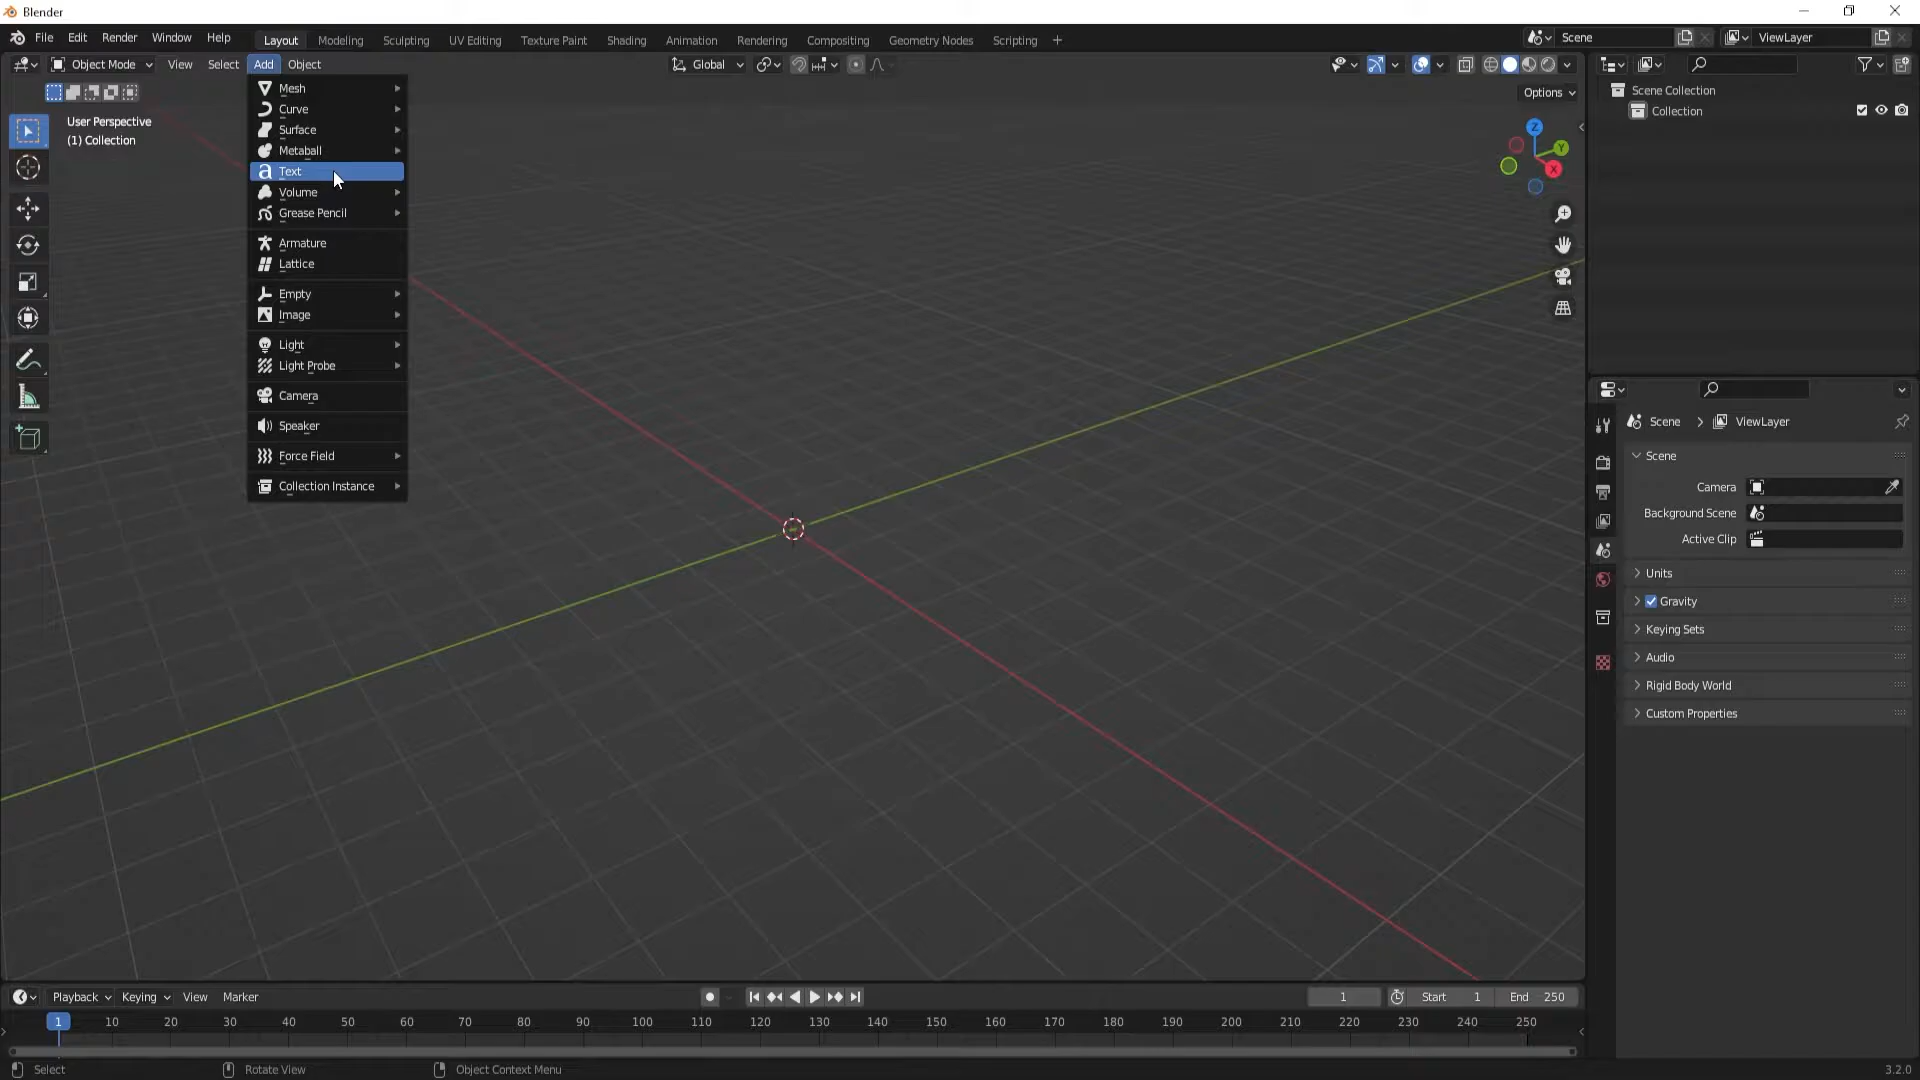 Blender
File Edit Render Window Help
Layout Modeling Sculpting UV Editing Texture Paint Shading Animation Rendering Compositing Geometry Nodes Scripting +
Scene
ViewLayer
Object Mode View Select Add Object
Global
Options
User Perspective
(1) Collection
Mesh
Curve
Surface
Metaball
a Text
Volume
Grease Pencil
Armature
Lattice
Empty
Image
Light
Light Probe
Camera
Speaker
Force Field
Collection Instance
Z
Y
X
Scene Collection
Collection
Scene > ViewLayer
Scene
Camera
Background Scene
Active Clip
Units
Gravity
Keying Sets
Audio
Rigid Body World
Custom Properties
Playback Keying View Marker
1 Start 1 End 250
1 10 20 30 40 50 60 70 80 90 100 110 120 130 140 150 160 170 180 190 200 210 220 230 240 250
Select Rotate View Object Context Menu 3.2.0